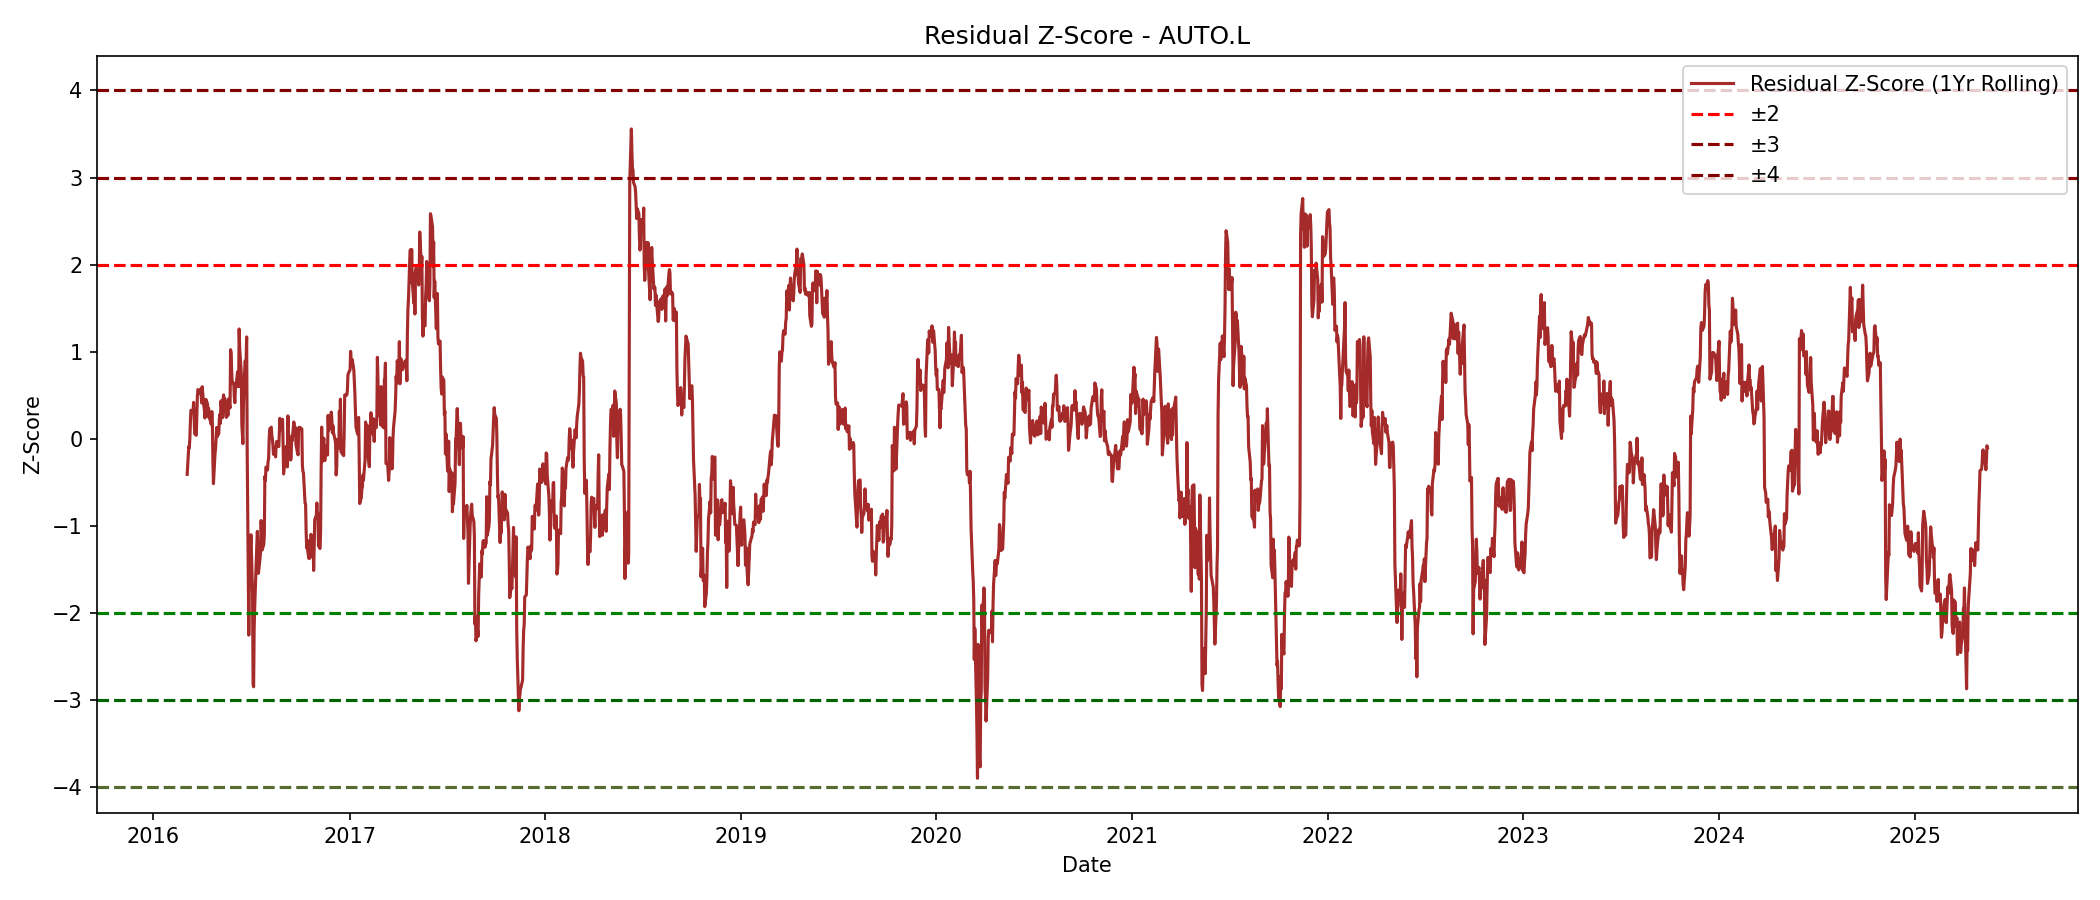 Residual Z-Score - AUTO.L
Residual Z-Score (1Yr Rolling)
±2
±3
±4
Z-Score
4
3
2
1
0
−1
−2
−3
−4
2016 2017 2018 2019 2020 2021 2022 2023 2024 2025
Date